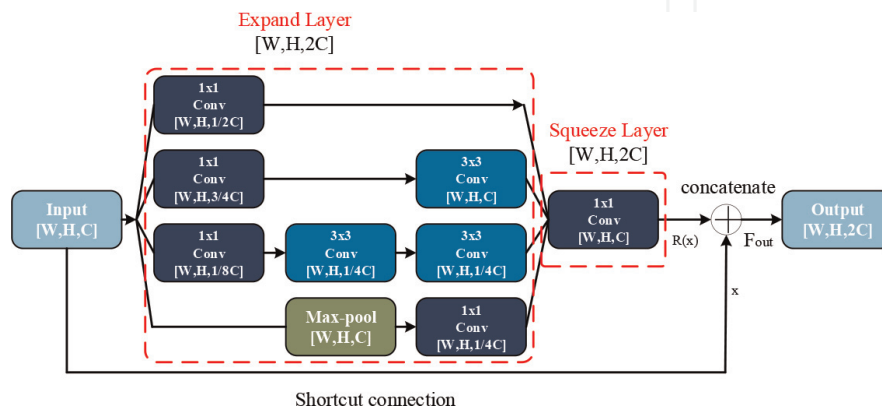 Expand Layer
[W,H,2C]
1x1
Conv
[W,H,1/2C]
Squeeze Layer
[W,H,2C]
1x1
Conv
[W,H,3/4C]
3x3
Conv
[W,H,C]
Input
[W,H,C]
1x1
Conv
[W,H,C]
R(x)
concatenate
Fout
Output
[W,H,2C]
1x1
Conv
[W,H,1/8C]
3x3
Conv
[W,H,1/4C]
3x3
Conv
[W,H,1/4C]
x
Max-pool
[W,H,C]
1x1
Conv
[W,H,1/4C]
Shortcut connection